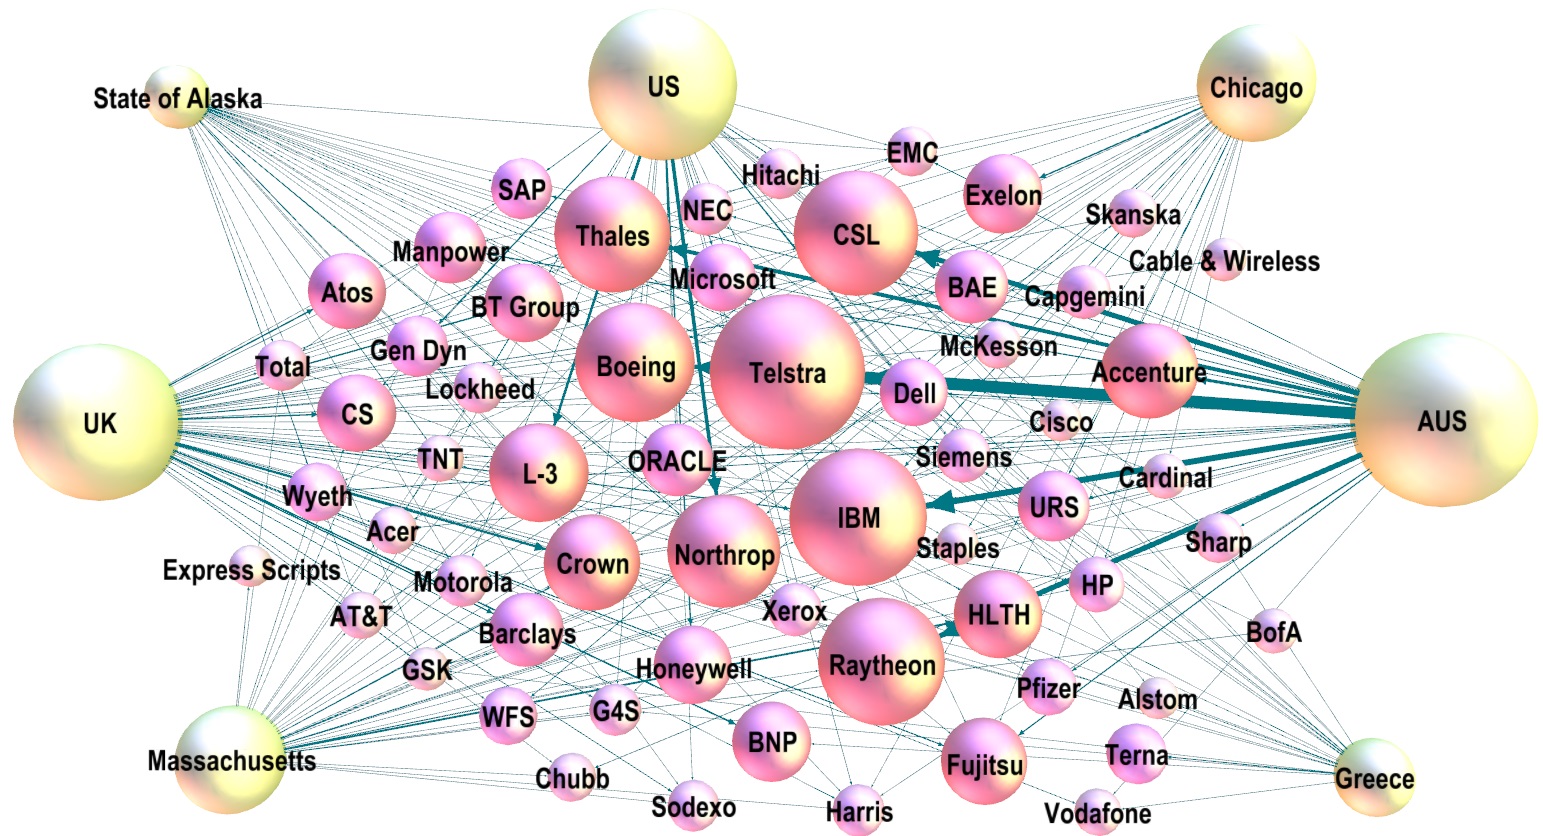 US
Chicago
State of Alaska
EMC
Hitachi
SAP
Exelon
NEC
Skanska
Thales
CSL
Manpower
Cable & Wireless
Microsoft
BAE
Atos
Capgemini
BT Group
McKesson
Gen Dyn
Total
Boeing
Telstra
Accenture
Lockheed
Dell
CS
Cisco
UK
AUS
TNT
ORACLE
Siemens
L-3
Cardinal
Wyeth
URS
IBM
Acer
Sharp
Staples
Northrop
Crown
Express Scripts
Motorola
HP
Xerox
HLTH
AT&T
Barclays
BofA
Raytheon
GSK
Honeywell
Pfizer
Alstom
G4S
WFS
BNP
Terna
Massachusetts
Fujitsu
Chubb
Greece
Sodexo
Harris
Vodafone